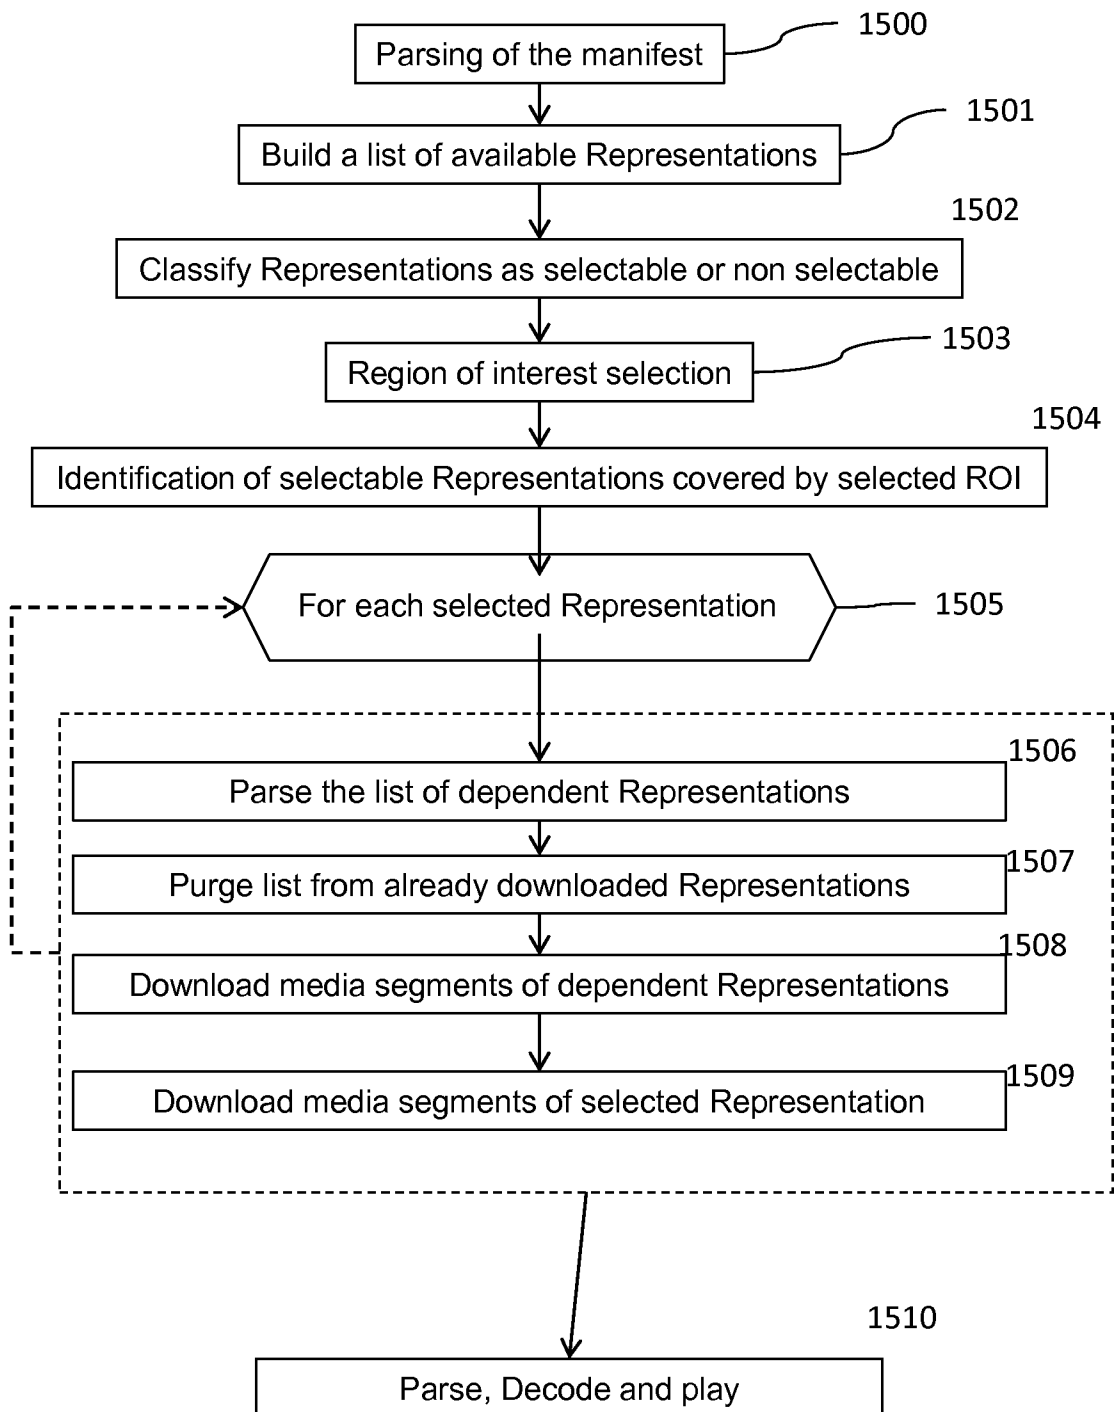 1500
Parsing of the manifest
1501
Build a list of available Representations
1502
Classify Representations as selectable or non selectable
1503
Region of interest selection
1504
Identification of selectable Representations covered by selected ROI
For each selected Representation
1505
1506
Parse the list of dependent Representations
1507
Purge list from already downloaded Representations
1508
Download media segments of dependent Representations
1509
Download media segments of selected Representation
1510
Parse, Decode and play